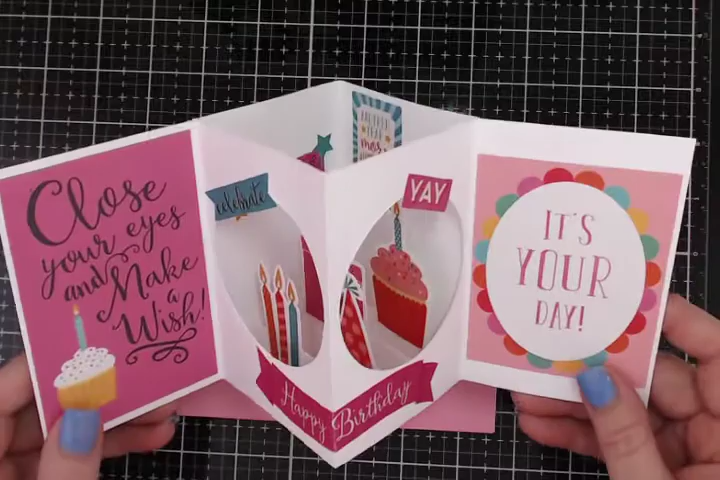 Close
your eyes
and Make
a
Wish!
celebrate
YAY
Happy Birthday
IT'S
YOUR
DAY!